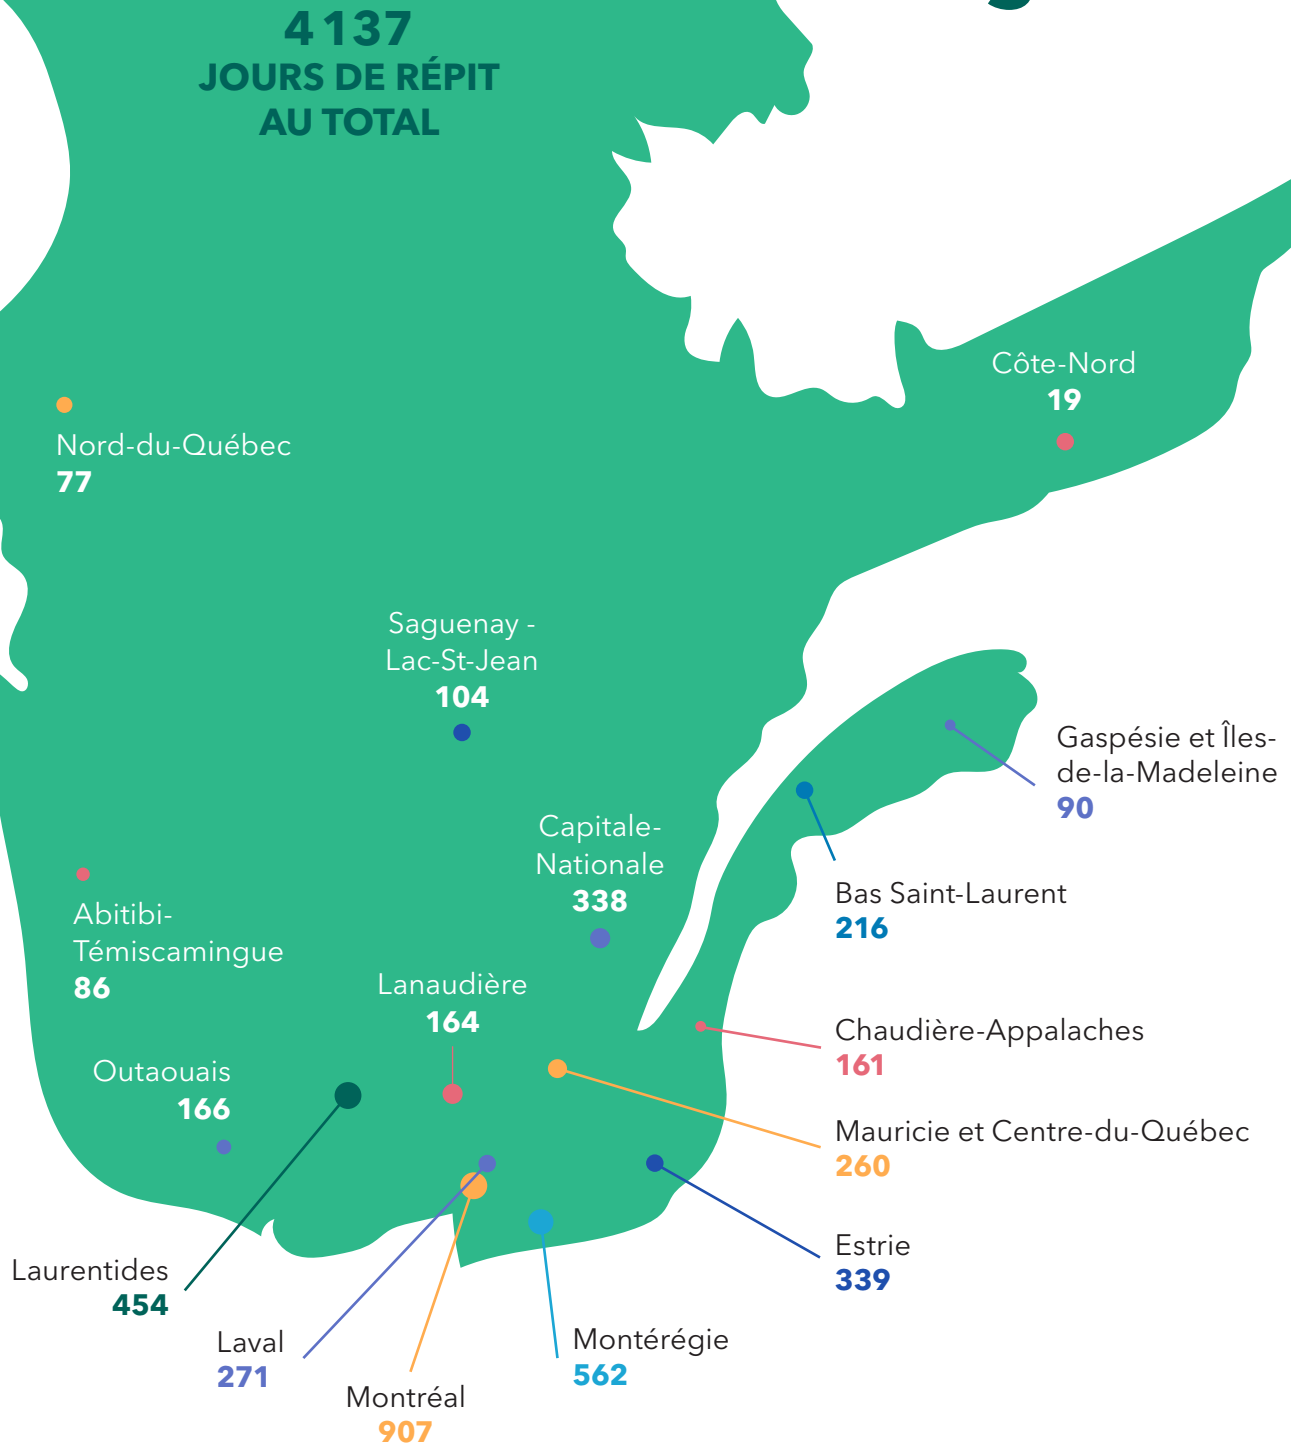 4 137
JOURS DE RÉPIT
AU TOTAL
Côte-Nord
19
Nord-du-Québec
77
Saguenay -
Lac-St-Jean
104
Gaspésie et Îles-
de-la-Madeleine
90
Capitale-
Nationale
338
Bas Saint-Laurent
216
Abitibi-
Témiscamingue
86
Lanaudière
164
Chaudière-Appalaches
161
Outaouais
166
Mauricie et Centre-du-Québec
260
Estrie
339
Laurentides
454
Laval
271
Montérégie
562
Montréal
907